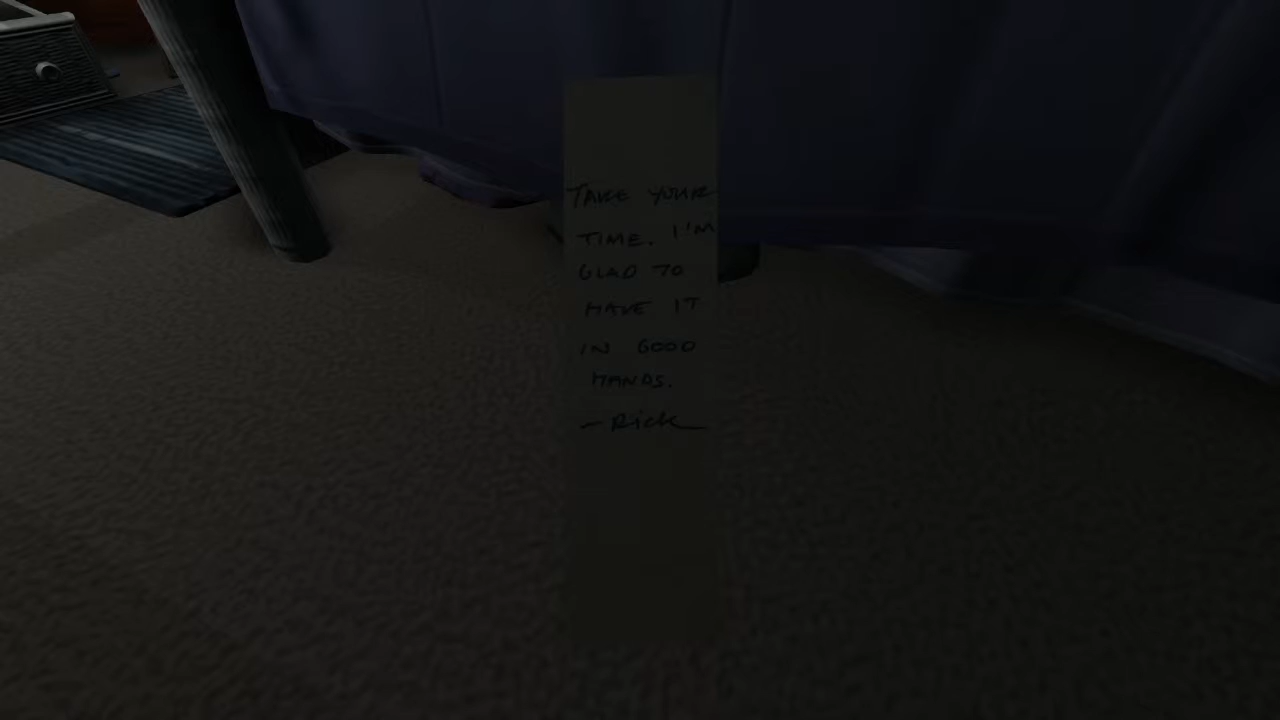 TAKE YOUR
TIME. I'M
GLAD TO
HAVE IT
IN GOOD
HANDS.
- Rick